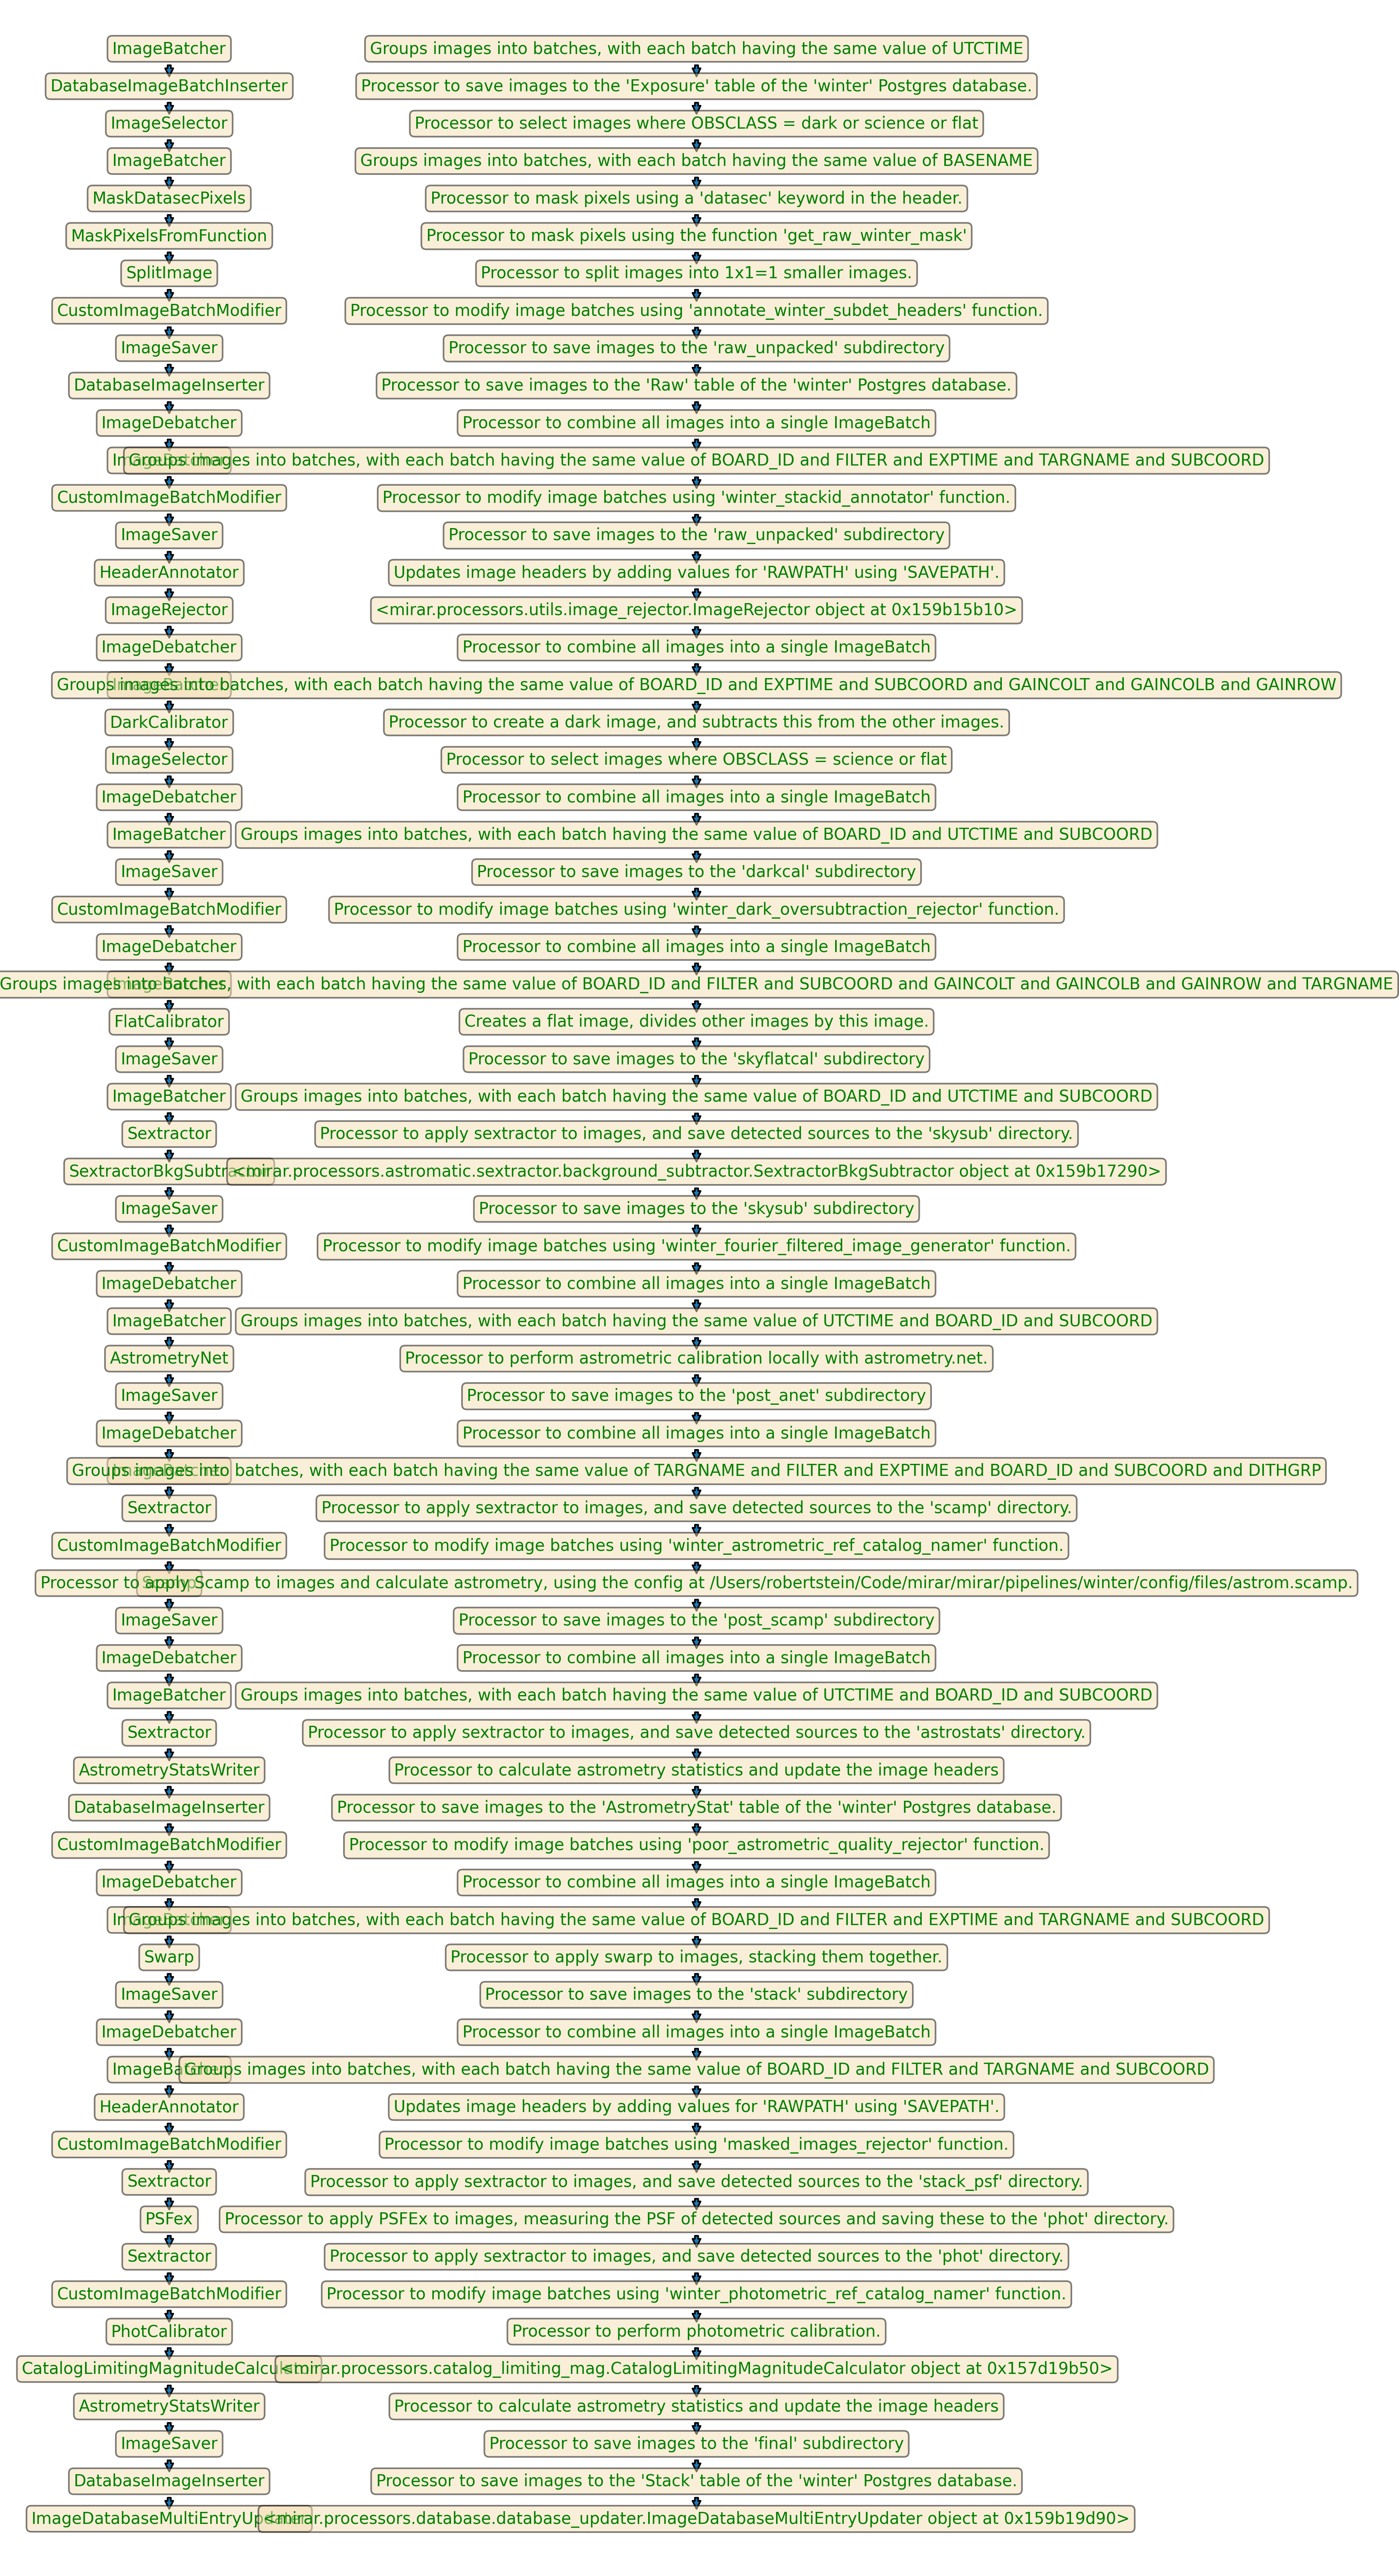 ImageBatcher Groups images into batches, with each batch having the same value of UTCTIME
DatabaseImageBatchInserter Processor to save images to the 'Exposure' table of the 'winter' Postgres database.
ImageSelector Processor to select images where OBSCLASS = dark or science or flat
ImageBatcher Groups images into batches, with each batch having the same value of BASENAME
MaskDatasecPixels Processor to mask pixels using a 'datasec' keyword in the header.
MaskPixelsFromFunction Processor to mask pixels using the function 'get_raw_winter_mask'
SplitImage Processor to split images into 1x1=1 smaller images.
CustomImageBatchModifier Processor to modify image batches using 'annotate_winter_subdet_headers' function.
ImageSaver Processor to save images to the 'raw_unpacked' subdirectory
DatabaseImageInserter Processor to save images to the 'Raw' table of the 'winter' Postgres database.
ImageDebatcher Processor to combine all images into a single ImageBatch
ImageBatcher Groups images into batches, with each batch having the same value of BOARD_ID and FILTER and EXPTIME and TARGNAME and SUBCOORD
CustomImageBatchModifier Processor to modify image batches using 'winter_stackid_annotator' function.
ImageSaver Processor to save images to the 'raw_unpacked' subdirectory
HeaderAnnotator Updates image headers by adding values for 'RAWPATH' using 'SAVEPATH'.
ImageRejector <mirar.processors.utils.image_rejector.ImageRejector object at 0x159b15b10>
ImageDebatcher Processor to combine all images into a single ImageBatch
ImageBatcher Groups images into batches, with each batch having the same value of BOARD_ID and EXPTIME and SUBCOORD and GAINCOLT and GAINCOLB and GAINROW
DarkCalibrator Processor to create a dark image, and subtracts this from the other images.
ImageSelector Processor to select images where OBSCLASS = science or flat
ImageDebatcher Processor to combine all images into a single ImageBatch
ImageBatcher Groups images into batches, with each batch having the same value of BOARD_ID and UTCTIME and SUBCOORD
ImageSaver Processor to save images to the 'darkcal' subdirectory
CustomImageBatchModifier Processor to modify image batches using 'winter_dark_oversubtraction_rejector' function.
ImageDebatcher Processor to combine all images into a single ImageBatch
ImageBatcher Groups images into batches, with each batch having the same value of BOARD_ID and FILTER and SUBCOORD and GAINCOLT and GAINCOLB and GAINROW and TARGNAME
FlatCalibrator Creates a flat image, divides other images by this image.
ImageSaver Processor to save images to the 'skyflatcal' subdirectory
ImageBatcher Groups images into batches, with each batch having the same value of BOARD_ID and UTCTIME and SUBCOORD
Sextractor Processor to apply sextractor to images, and save detected sources to the 'skysub' directory.
SextractorBkgSubtractor <mirar.processors.astromatic.sextractor.background_subtractor.SextractorBkgSubtractor object at 0x159b17290>
ImageSaver Processor to save images to the 'skysub' subdirectory
CustomImageBatchModifier Processor to modify image batches using 'winter_fourier_filtered_image_generator' function.
ImageDebatcher Processor to combine all images into a single ImageBatch
ImageBatcher Groups images into batches, with each batch having the same value of UTCTIME and BOARD_ID and SUBCOORD
AstrometryNet Processor to perform astrometric calibration locally with astrometry.net.
ImageSaver Processor to save images to the 'post_anet' subdirectory
ImageDebatcher Processor to combine all images into a single ImageBatch
ImageBatcher Groups images into batches, with each batch having the same value of TARGNAME and FILTER and EXPTIME and BOARD_ID and SUBCOORD and DITHGRP
Sextractor Processor to apply sextractor to images, and save detected sources to the 'scamp' directory.
CustomImageBatchModifier Processor to modify image batches using 'winter_astrometric_ref_catalog_namer' function.
Scamp Processor to apply Scamp to images and calculate astrometry, using the config at /Users/robertstein/Code/mirar/mirar/pipelines/winter/config/files/astrom.scamp.
ImageSaver Processor to save images to the 'post_scamp' subdirectory
ImageDebatcher Processor to combine all images into a single ImageBatch
ImageBatcher Groups images into batches, with each batch having the same value of UTCTIME and BOARD_ID and SUBCOORD
Sextractor Processor to apply sextractor to images, and save detected sources to the 'astrostats' directory.
AstrometryStatsWriter Processor to calculate astrometry statistics and update the image headers
DatabaseImageInserter Processor to save images to the 'AstrometryStat' table of the 'winter' Postgres database.
CustomImageBatchModifier Processor to modify image batches using 'poor_astrometric_quality_rejector' function.
ImageDebatcher Processor to combine all images into a single ImageBatch
ImageBatcher Groups images into batches, with each batch having the same value of BOARD_ID and FILTER and EXPTIME and TARGNAME and SUBCOORD
Swarp Processor to apply swarp to images, stacking them together.
ImageSaver Processor to save images to the 'stack' subdirectory
ImageDebatcher Processor to combine all images into a single ImageBatch
ImageBatcher Groups images into batches, with each batch having the same value of BOARD_ID and FILTER and TARGNAME and SUBCOORD
HeaderAnnotator Updates image headers by adding values for 'RAWPATH' using 'SAVEPATH'.
CustomImageBatchModifier Processor to modify image batches using 'masked_images_rejector' function.
Sextractor Processor to apply sextractor to images, and save detected sources to the 'stack_psf' directory.
PSFex Processor to apply PSFEx to images, measuring the PSF of detected sources and saving these to the 'phot' directory.
Sextractor Processor to apply sextractor to images, and save detected sources to the 'phot' directory.
CustomImageBatchModifier Processor to modify image batches using 'winter_photometric_ref_catalog_namer' function.
PhotCalibrator Processor to perform photometric calibration.
CatalogLimitingMagnitudeCalculator <mirar.processors.catalog_limiting_mag.CatalogLimitingMagnitudeCalculator object at 0x157d19b50>
AstrometryStatsWriter Processor to calculate astrometry statistics and update the image headers
ImageSaver Processor to save images to the 'final' subdirectory
DatabaseImageInserter Processor to save images to the 'Stack' table of the 'winter' Postgres database.
ImageDatabaseMultiEntryUpdater <mirar.processors.database.database_updater.ImageDatabaseMultiEntryUpdater object at 0x159b19d90>